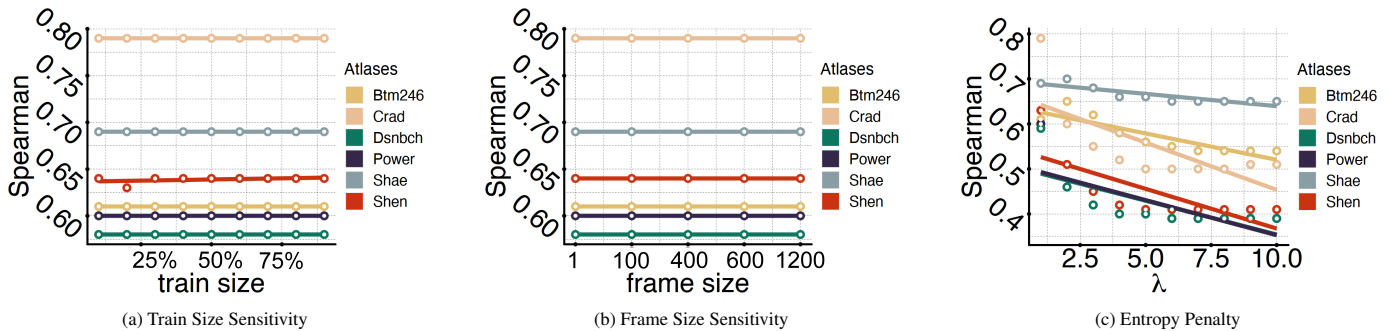 0.80
0.75
0.70
0.65
0.60
Spearman
25% 50% 75%
train size
Atlases
Btm246
Crad
Dsnbch
Power
Shae
Shen
(a) Train Size Sensitivity
0.80
0.75
0.70
0.65
0.60
Spearman
1 100 400 600 1200
frame size
Atlases
Btm246
Crad
Dsnbch
Power
Shae
Shen
(b) Frame Size Sensitivity
0.8
0.7
0.6
0.5
0.4
Spearman
2.5 5.0 7.5 10.0
λ
Atlases
Btm246
Crad
Dsnbch
Power
Shae
Shen
(c) Entropy Penalty